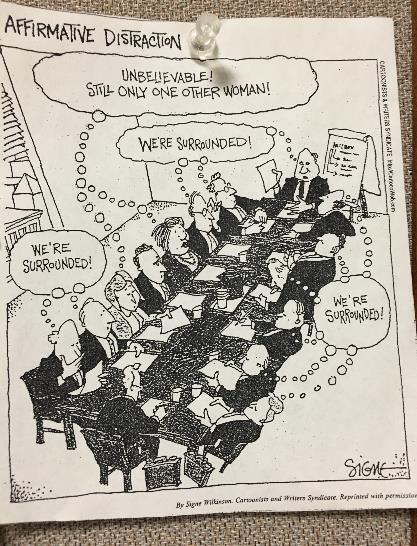 AFFIRMATIVE DISTRACTION
UNBELIEVABLE!
STILL ONLY ONE OTHER WOMAN!
WE'RE SURROUNDED!
WE'RE
SURROUNDED!
WE'RE
SURROUNDED!
CARTOONISTS & WRITERS SYNDICATE
Signe
By Signe Wilkinson, Cartoonists and Writers Syndicate. Reprinted with permission